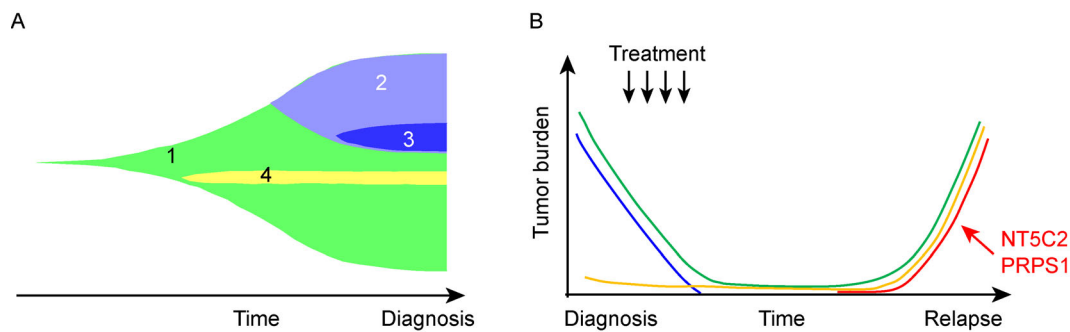 A
1
2
3
4
Time
Diagnosis
B
Treatment
Tumor burden
NT5C2
PRPS1
Diagnosis
Time
Relapse